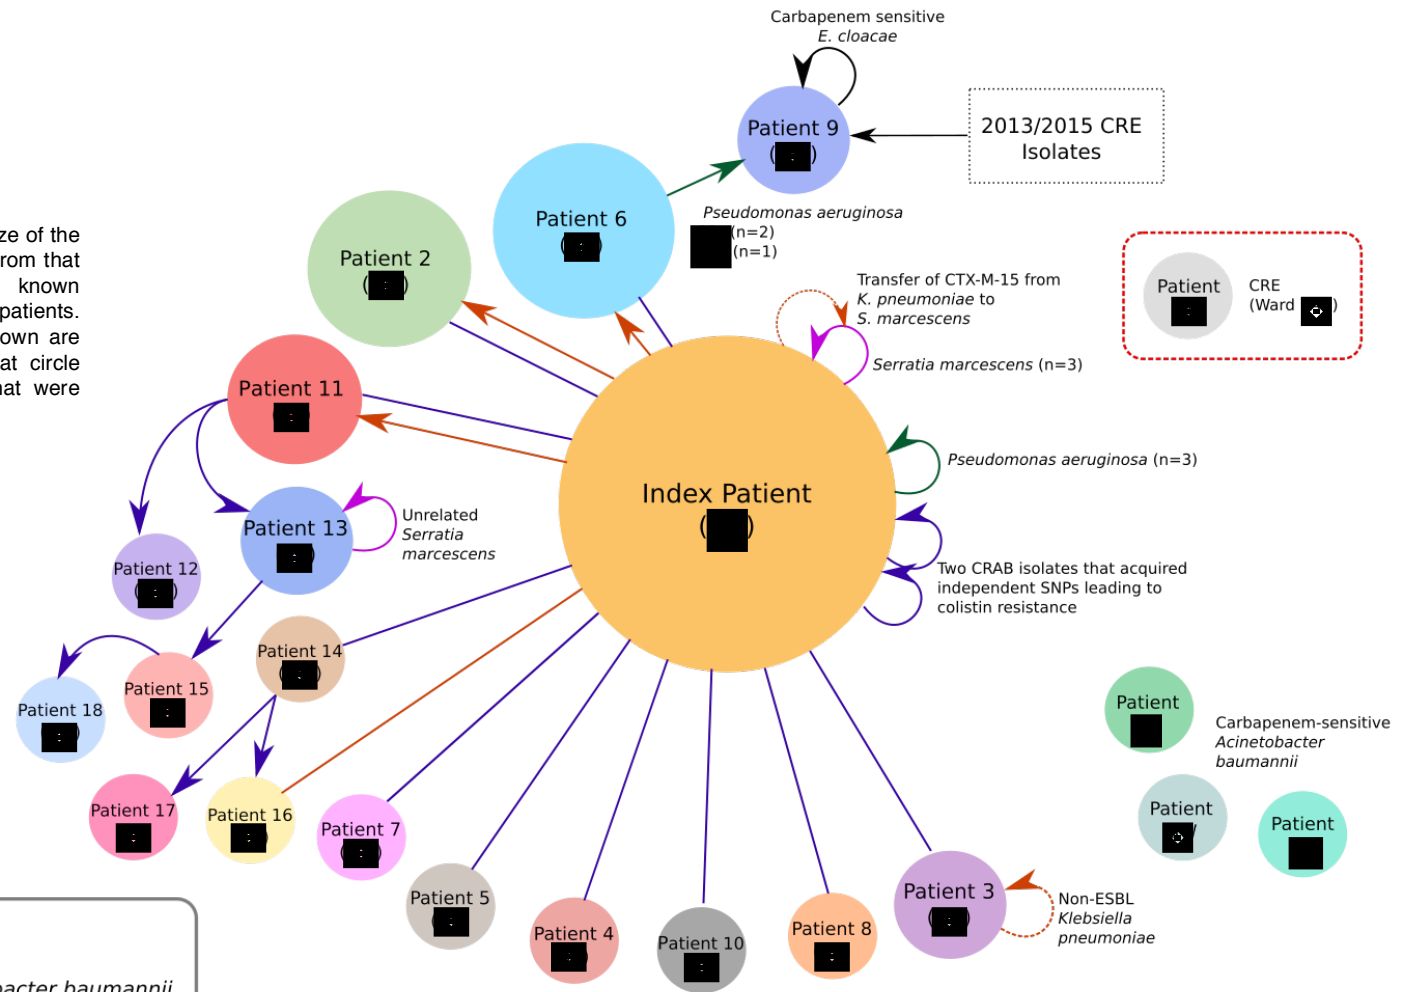 Carbapenem sensitive
E. cloacae
Patient 9
( )
2013/2015 CRE
Isolates
Patient 6
( )
Pseudomonas aeruginosa
(n=2)
(n=1)
ze of the
rom that
known
patients.
own are
at circle
hat were
Patient 2
( )
Transfer of CTX-M-15 from
K. pneumoniae to
S. marcescens
Serratia marcescens (n=3)
Patient
CRE
(Ward )
Patient 11
Pseudomonas aeruginosa (n=3)
Index Patient
( )
Patient 13
Unrelated
Serratia
marcescens
Patient 12
( )
Two CRAB isolates that acquired
independent SNPs leading to
colistin resistance
Patient 14
Patient 15
Patient 18
Patient 17
Patient 16
Patient 7
Patient 5
Patient 4
Patient 10
Patient 8
Patient 3
( )
Non-ESBL
Klebsiella
pneumoniae
Patient
Carbapenem-sensitive
Acinetobacter
baumannii
Patient
Patient
bacter baumannii